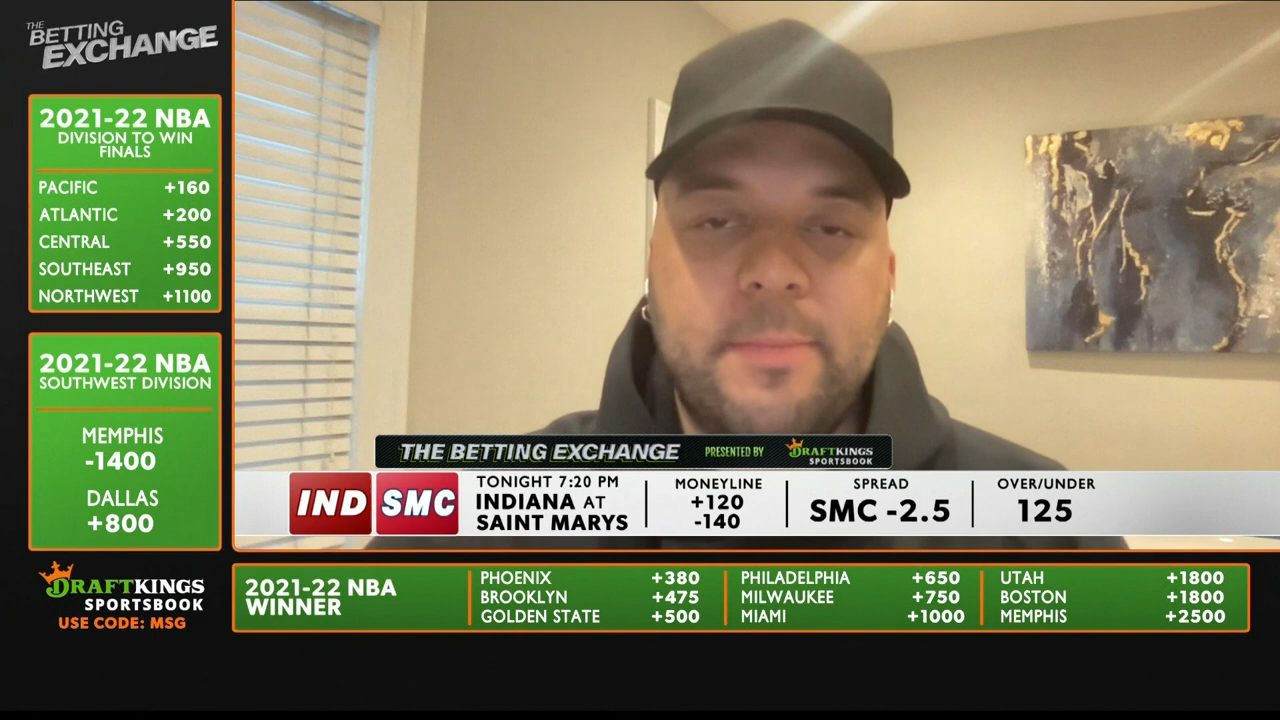 THE
BETTING
EXCHANGE
2021-22 NBA
DIVISION TO WIN
FINALS
PACIFIC +160
ATLANTIC +200
CENTRAL +550
SOUTHEAST +950
NORTHWEST +1100
2021-22 NBA
SOUTHWEST DIVISION
MEMPHIS
-1400
DALLAS
+800
DRAFTKINGS
SPORTSBOOK
USE CODE: MSG
THE BETTING EXCHANGE PRESENTED BY DRAFTKINGS
SPORTSBOOK
IND SMC
TONIGHT 7:20 PM
INDIANA AT
SAINT MARYS
MONEYLINE
+120
-140
SPREAD
SMC -2.5
OVER/UNDER
125
2021-22 NBA
WINNER
PHOENIX +380
BROOKLYN +475
GOLDEN STATE +500
PHILADELPHIA +650
MILWAUKEE +750
MIAMI +1000
UTAH +1800
BOSTON +1800
MEMPHIS +2500